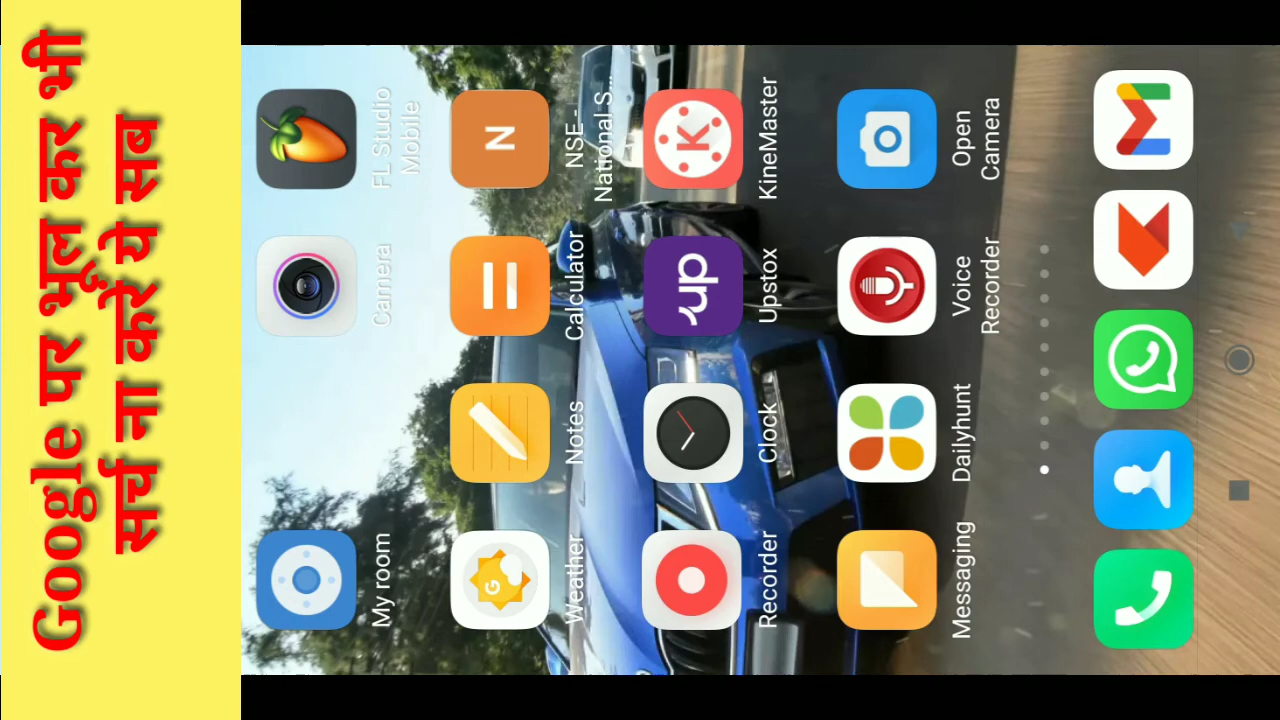 Google पर भूल कर भी
सर्च ना करें ये सब
My room
Camera
FL Studio
Mobile
Weather
Notes
Calculator
NSE -
National S...
Recorder
Clock
Upstox
KineMaster
Messaging
Dailyhunt
Voice
Recorder
Open
Camera